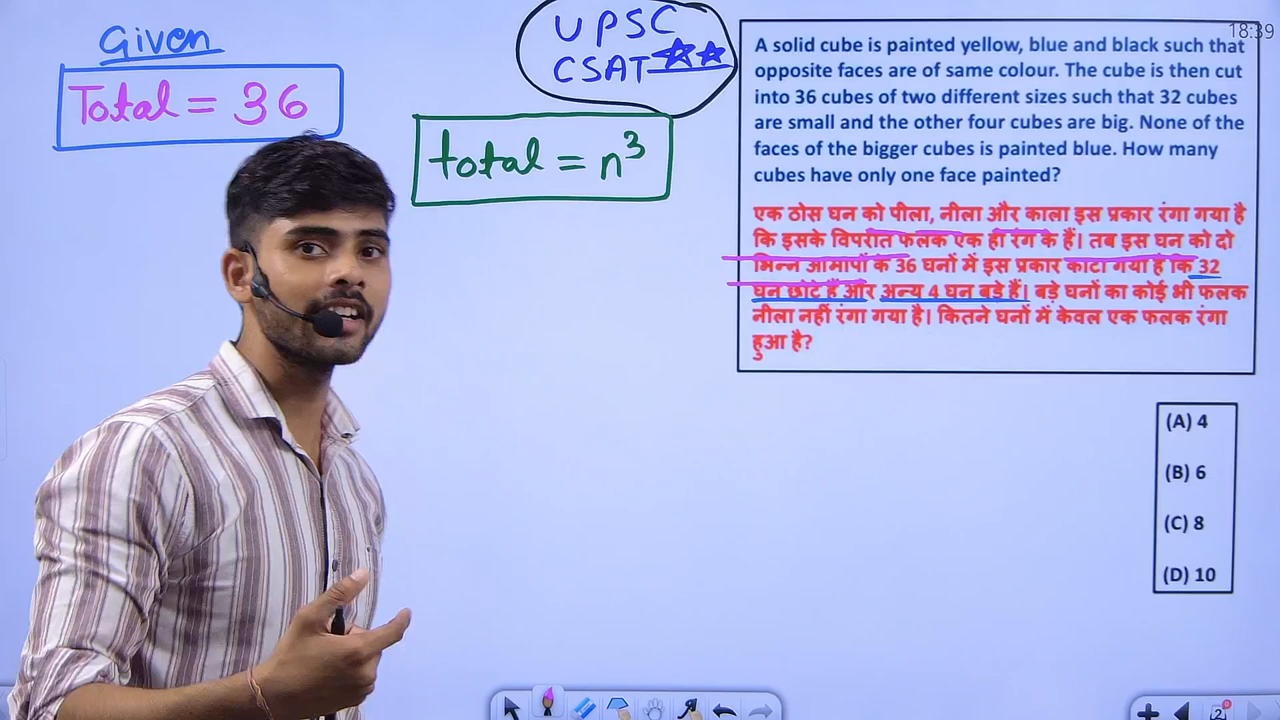 Given
Total = 36
UPSC
CSAT
total = n³
18:39
A solid cube is painted yellow, blue and black such that
opposite faces are of same colour. The cube is then cut
into 36 cubes of two different sizes such that 32 cubes
are small and the other four cubes are big. None of the
faces of the bigger cubes is painted blue. How many
cubes have only one face painted?
एक ठोस घन को पीला, नीला और काला इस प्रकार रंगा गया है
कि इसके विपरीत फलक एक ही रंग के हैं। तब इस घन को दो
भिन्न आमापों के 36 घनों में इस प्रकार काटा गया है कि 32
घन छोटे हैं और अन्य 4 घन बड़े हैं। बड़े घनों का कोई भी फलक
नीला नहीं रंगा गया है। कितने घनों में केवल एक फलक रंगा
हुआ है?
(A) 4
(B) 6
(C) 8
(D) 10
2